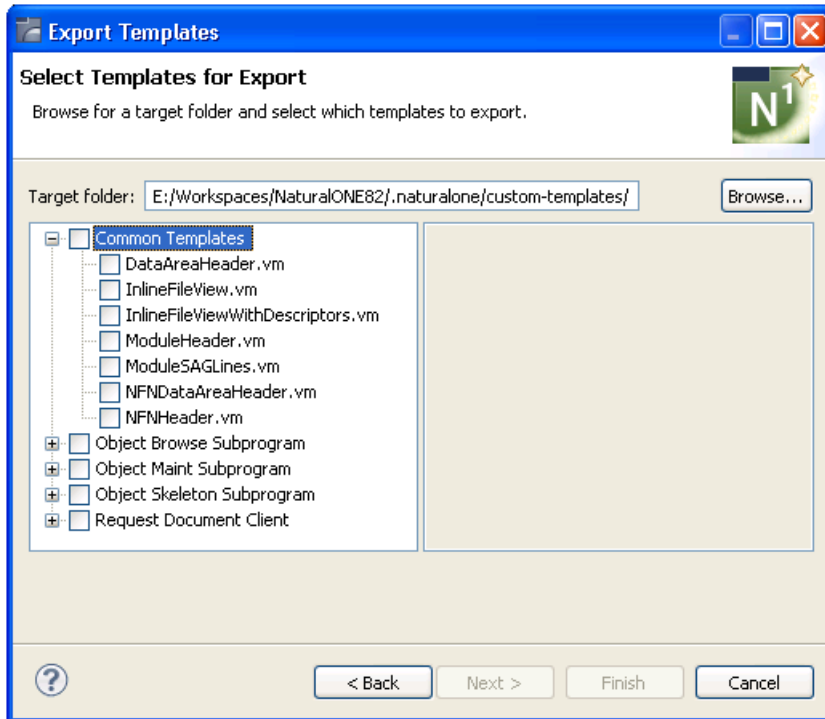 Export Templates
Select Templates for Export
Browse for a target folder and select which templates to export.
N1
Target folder: E:/Workspaces/NaturalONE82/.naturalone/custom-templates/ Browse...
Common Templates
DataAreaHeader.vm
InlineFileView.vm
InlineFileViewWithDescriptors.vm
ModuleHeader.vm
ModuleSAGLines.vm
NFNDataAreaHeader.vm
NFNHeader.vm
Object Browse Subprogram
Object Maint Subprogram
Object Skeleton Subprogram
Request Document Client
? < Back Next > Finish Cancel